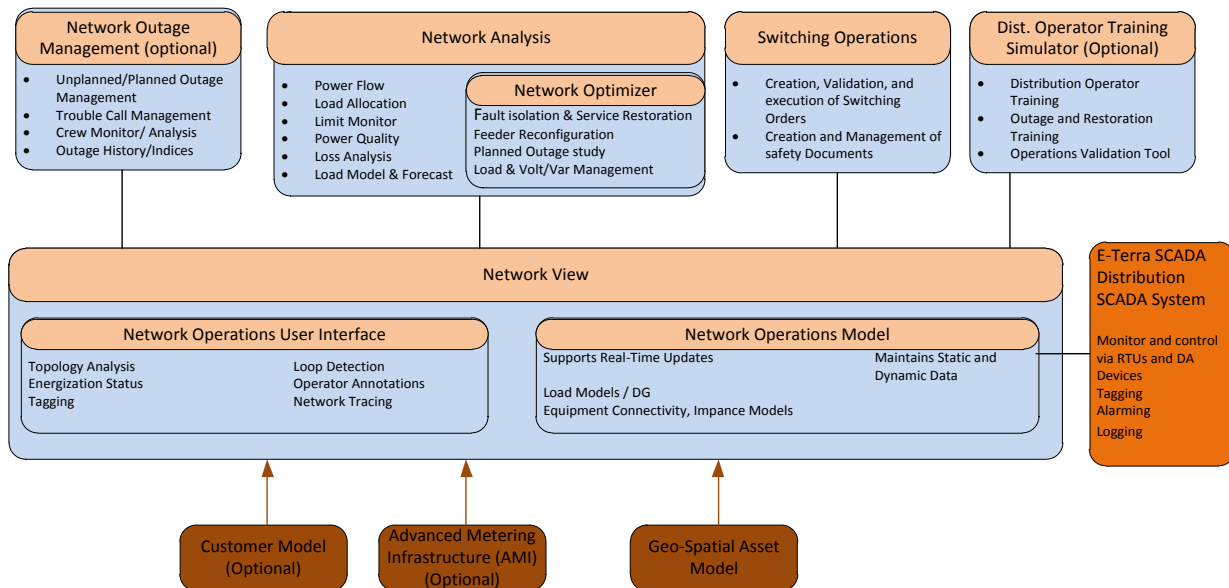 Network Outage
Management (optional)
• Unplanned/Planned Outage
Management
• Trouble Call Management
• Crew Monitor/ Analysis
• Outage History/Indices
Network Analysis
• Power Flow
• Load Allocation
• Limit Monitor
• Power Quality
• Loss Analysis
• Load Model & Forecast
Network Optimizer
Fault isolation & Service Restoration
Feeder Reconfiguration
Planned Outage study
Load & Volt/Var Management
Switching Operations
• Creation, Validation, and
execution of Switching
Orders
• Creation and Management of
safety Documents
Dist. Operator Training
Simulator (Optional)
• Distribution Operator
Training
• Outage and Restoration
Training
• Operations Validation Tool
Network View
Network Operations User Interface
Topology Analysis
Energization Status
Tagging
Loop Detection
Operator Annotations
Network Tracing
Network Operations Model
Supports Real-Time Updates
Load Models / DG
Equipment Connectivity, Impance Models
Maintains Static and
Dynamic Data
E-Terra SCADA
Distribution
SCADA System
Monitor and control
via RTUs and DA
Devices
Tagging
Alarming
Logging
Customer Model
(Optional)
Advanced Metering
Infrastructure (AMI)
(Optional)
Geo-Spatial Asset
Model